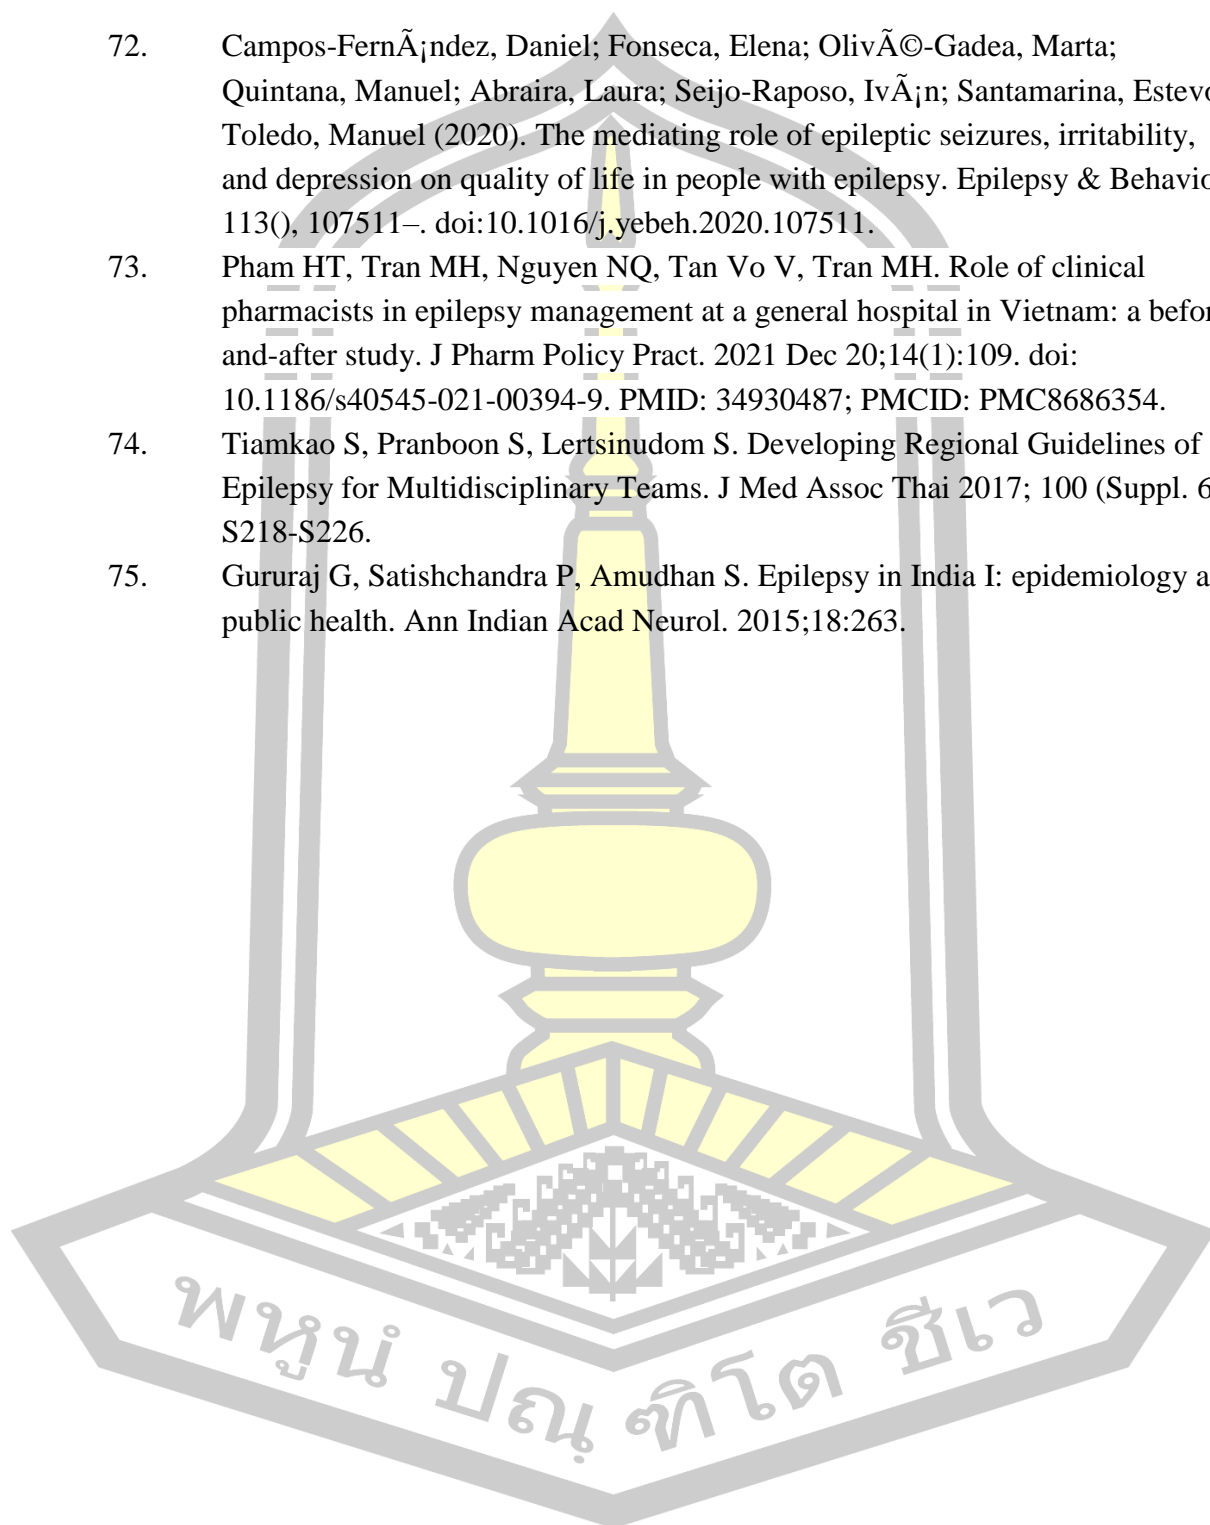 72. Campos-FernÃ¡ndez, Daniel; Fonseca, Elena; OlivÃ©-Gadea, Marta;
Quintana, Manuel; Abraira, Laura; Seijo-Raposo, IvÃ¡n; Santamarina, Estevo
Toledo, Manuel (2020). The mediating role of epileptic seizures, irritability,
and depression on quality of life in people with epilepsy. Epilepsy & Behavio
113(), 107511–. doi:10.1016/j.yebeh.2020.107511.
73. Pham HT, Tran MH, Nguyen NQ, Tan Vo V, Tran MH. Role of clinical
pharmacists in epilepsy management at a general hospital in Vietnam: a befor
and-after study. J Pharm Policy Pract. 2021 Dec 20;14(1):109. doi:
10.1186/s40545-021-00394-9. PMID: 34930487; PMCID: PMC8686354.
74. Tiamkao S, Pranboon S, Lertsinudom S. Developing Regional Guidelines of
Epilepsy for Multidisciplinary Teams. J Med Assoc Thai 2017; 100 (Suppl. 6
S218-S226.
75. Gururaj G, Satishchandra P, Amudhan S. Epilepsy in India I: epidemiology a
public health. Ann Indian Acad Neurol. 2015;18:263.
พหูนํ ปณฺฑิโต ชีเว